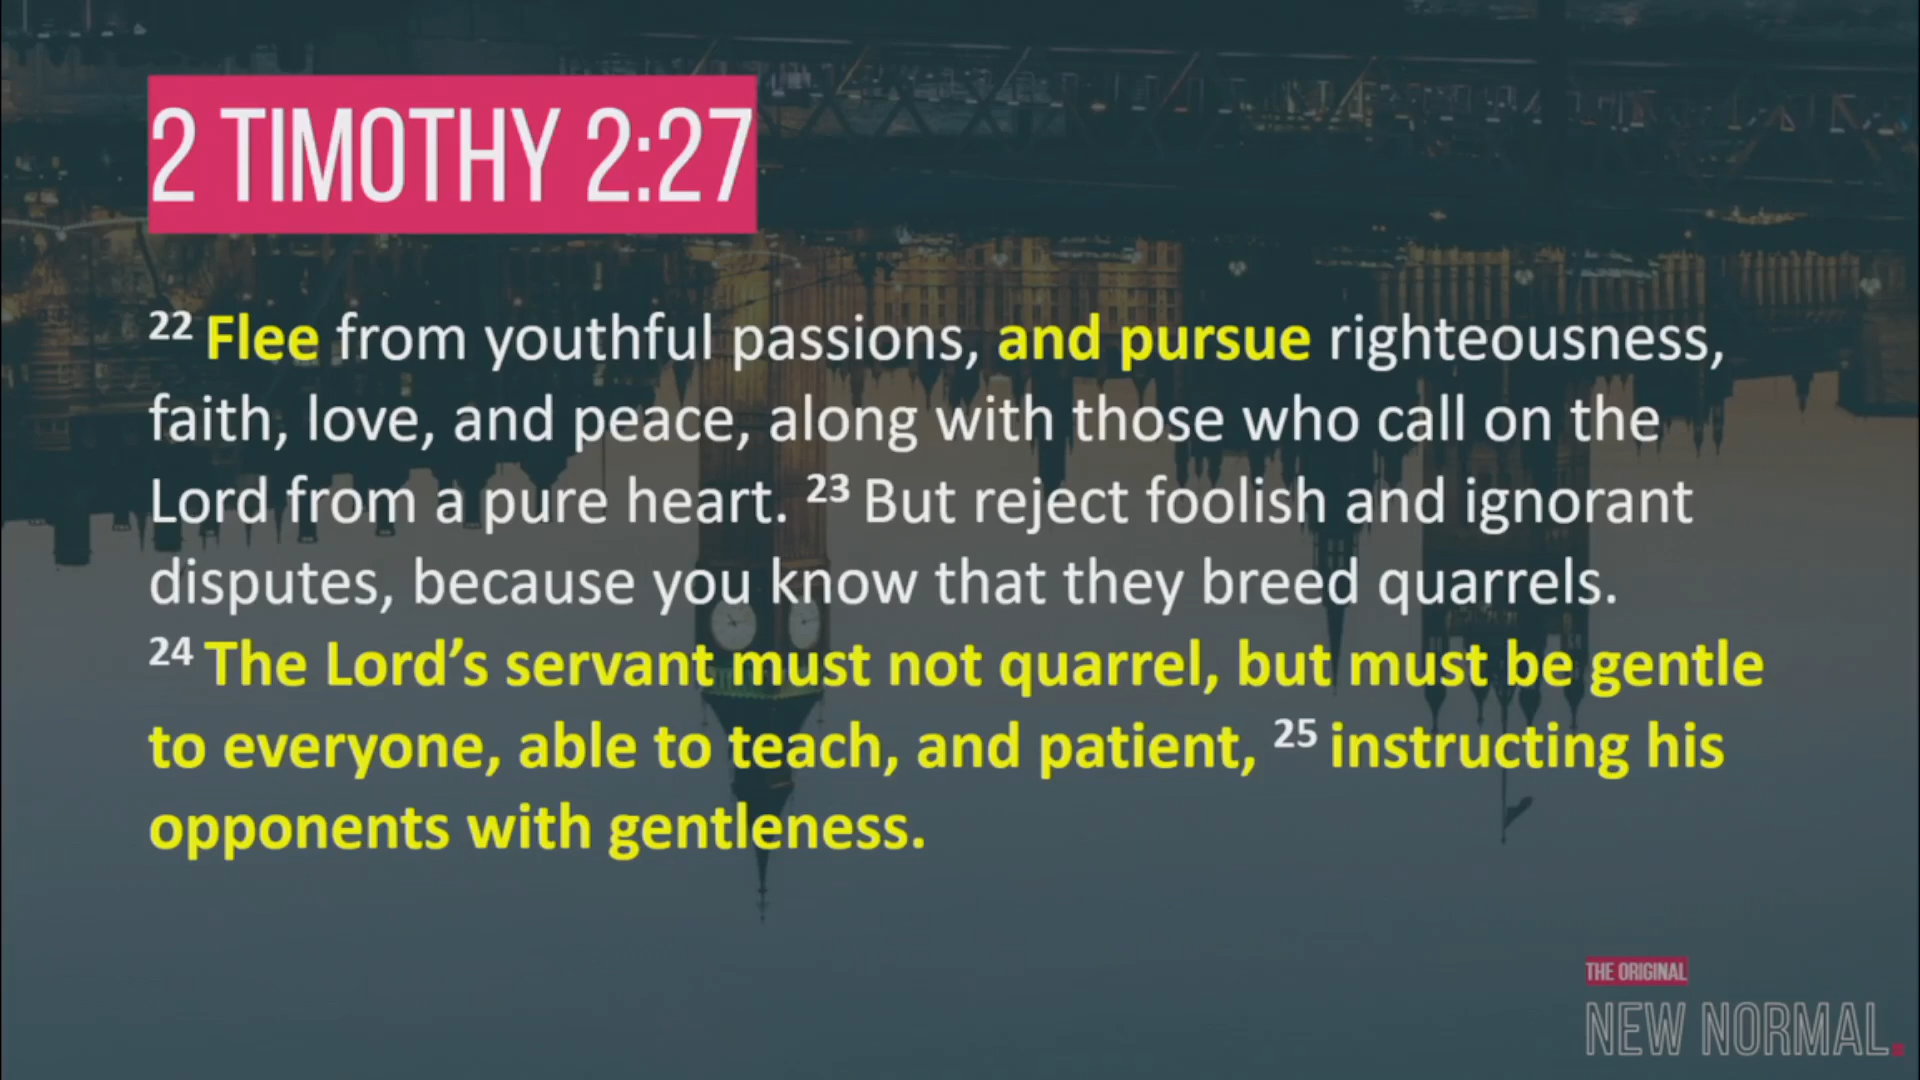 2 TIMOTHY 2:27
22 Flee from youthful passions, and pursue righteousness,
faith, love, and peace, along with those who call on the
Lord from a pure heart. 23 But reject foolish and ignorant
disputes, because you know that they breed quarrels.
24 The Lord’s servant must not quarrel, but must be gentle
to everyone, able to teach, and patient, 25 instructing his
opponents with gentleness.
THE ORIGINAL
NEW NORMAL.